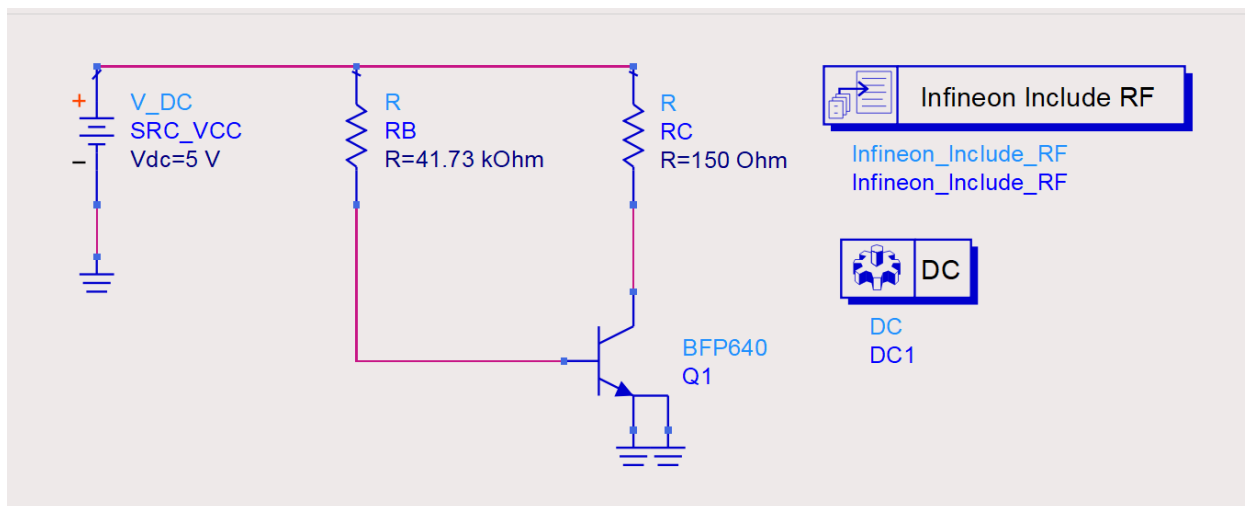 +
V_DC
SRC_VCC
Vdc=5 V
−
R
RB
R=41.73 kOhm
R
RC
R=150 Ohm
Infineon Include RF
Infineon_Include_RF
Infineon_Include_RF
DC
DC
DC1
BFP640
Q1